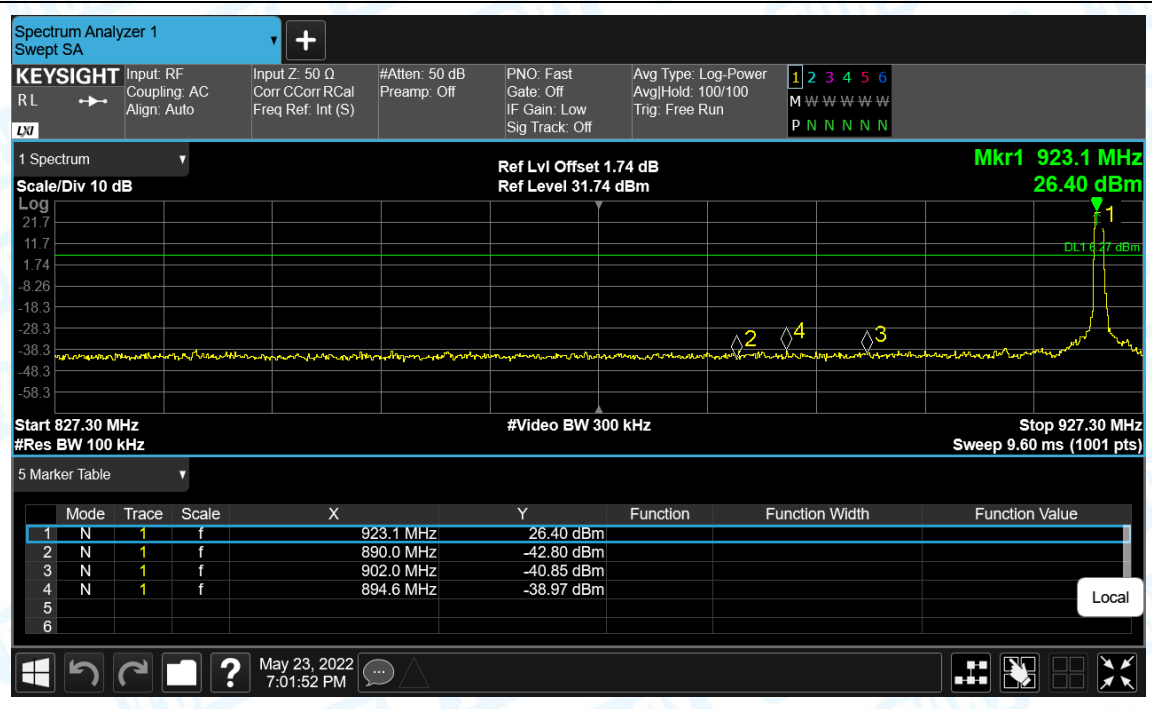 Spectrum Analyzer 1
Swept SA
+
KEYSIGHT
RL
LXI
Input: RF
Coupling: AC
Align: Auto
Input Z: 50 Ω
Corr CCorr RCal
Freq Ref: Int (S)
#Atten: 50 dB
Preamp: Off
PNO: Fast
Gate: Off
IF Gain: Low
Sig Track: Off
Avg Type: Log-Power
Avg|Hold: 100/100
Trig: Free Run
1 2 3 4 5 6
M W W W W W
P N N N N N
1 Spectrum
Scale/Div 10 dB
Ref Lvl Offset 1.74 dB
Ref Level 31.74 dBm
Mkr1 923.1 MHz
26.40 dBm
Log
21.7
11.7
1.74
-8.26
-18.3
-28.3
-38.3
-48.3
-58.3
1
DL1 6.27 dBm
2
4
3
Start 827.30 MHz
#Res BW 100 kHz
#Video BW 300 kHz
Stop 927.30 MHz
Sweep 9.60 ms (1001 pts)
5 Marker Table
Mode Trace Scale X Y Function Function Width Function Value
1 N 1 f 923.1 MHz 26.40 dBm
2 N 1 f 890.0 MHz -42.80 dBm
3 N 1 f 902.0 MHz -40.85 dBm
4 N 1 f 894.6 MHz -38.97 dBm
5
6
Local
?
May 23, 2022
7:01:52 PM